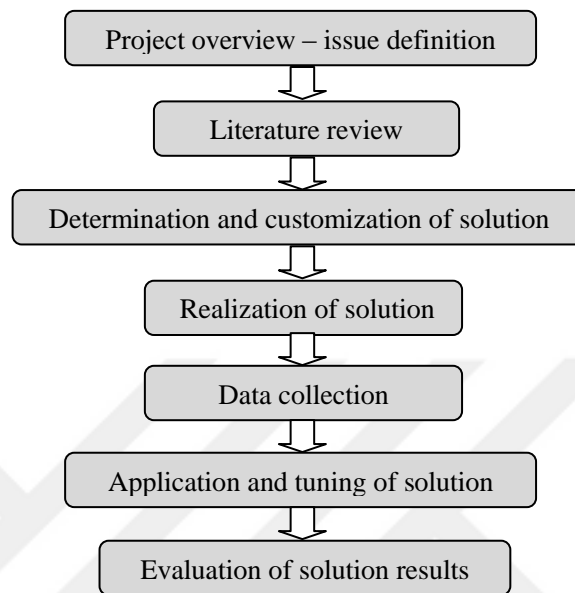 Project overview – issue definition
Literature review
Determination and customization of solution
Realization of solution
Data collection
Application and tuning of solution
Evaluation of solution results